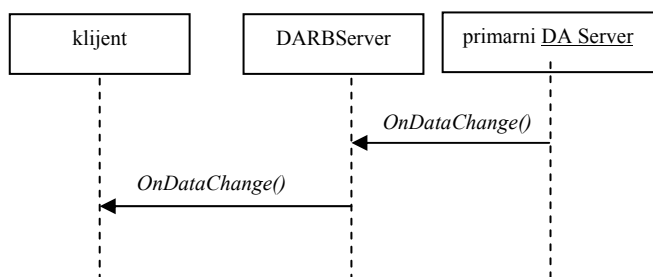 klijent
DARBServer
primarni DA Server
OnDataChange()
OnDataChange()